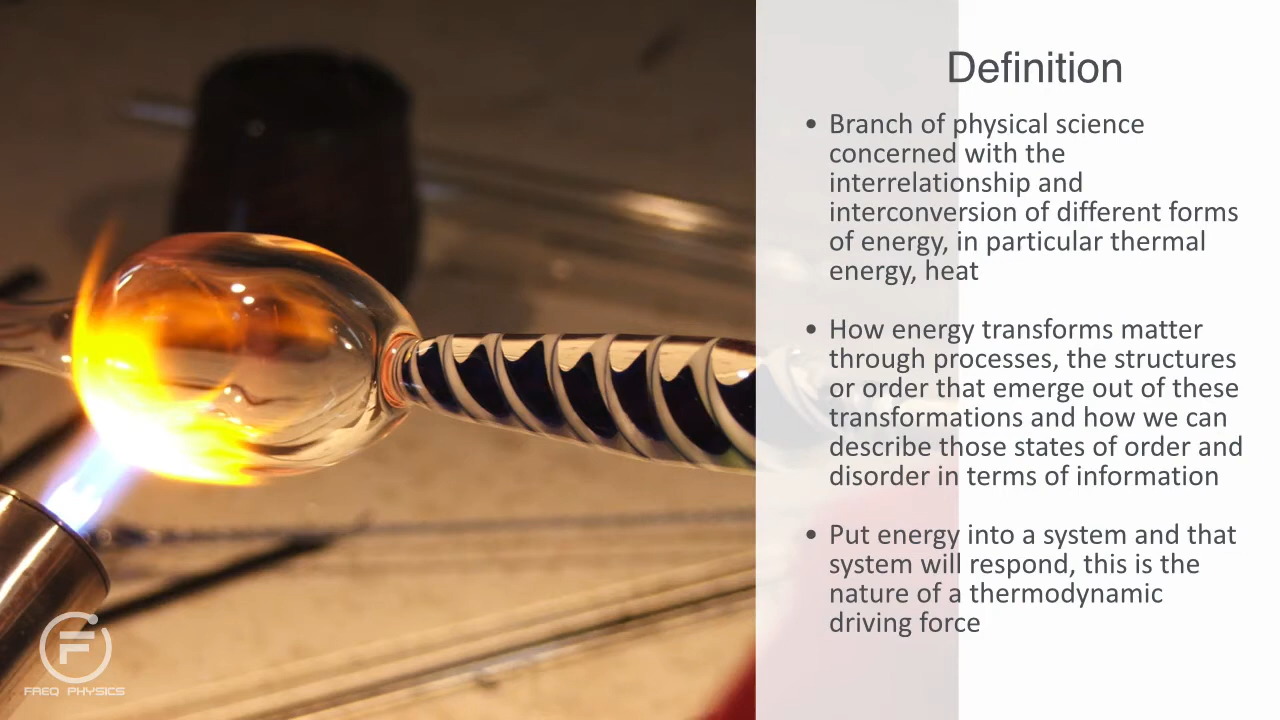 Definition
• Branch of physical science
concerned with the
interrelationship and
interconversion of different forms
of energy, in particular thermal
energy, heat
• How energy transforms matter
through processes, the structures
or order that emerge out of these
transformations and how we can
describe those states of order and
disorder in terms of information
• Put energy into a system and that
system will respond, this is the
nature of a thermodynamic
driving force
FREQ PHYSICS